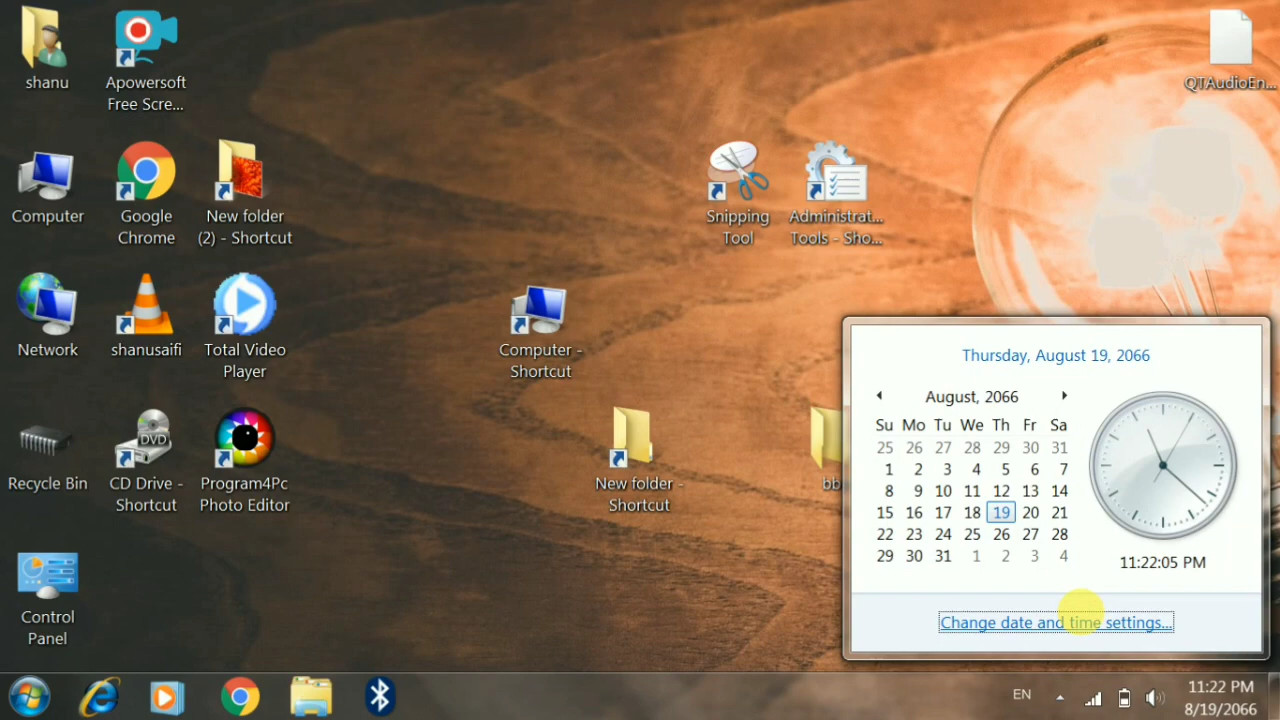 shanu
Apowersoft
Free Scre...
QTAudioEn...
Computer
Google
Chrome
New folder
(2) - Shortcut
Snipping
Tool
Administrat...
Tools - Sho...
Network
shanusaifi
Total Video
Player
Computer -
Shortcut
Recycle Bin
DVD
CD Drive -
Shortcut
Program4Pc
Photo Editor
New folder -
Shortcut
bb
Control
Panel
Thursday, August 19, 2066
August, 2066
Su Mo Tu We Th Fr Sa
25 26 27 28 29 30 31
1 2 3 4 5 6 7
8 9 10 11 12 13 14
15 16 17 18 19 20 21
22 23 24 25 26 27 28
29 30 31 1 2 3 4
11:22:05 PM
Change date and time settings...
EN
11:22 PM
8/19/2066